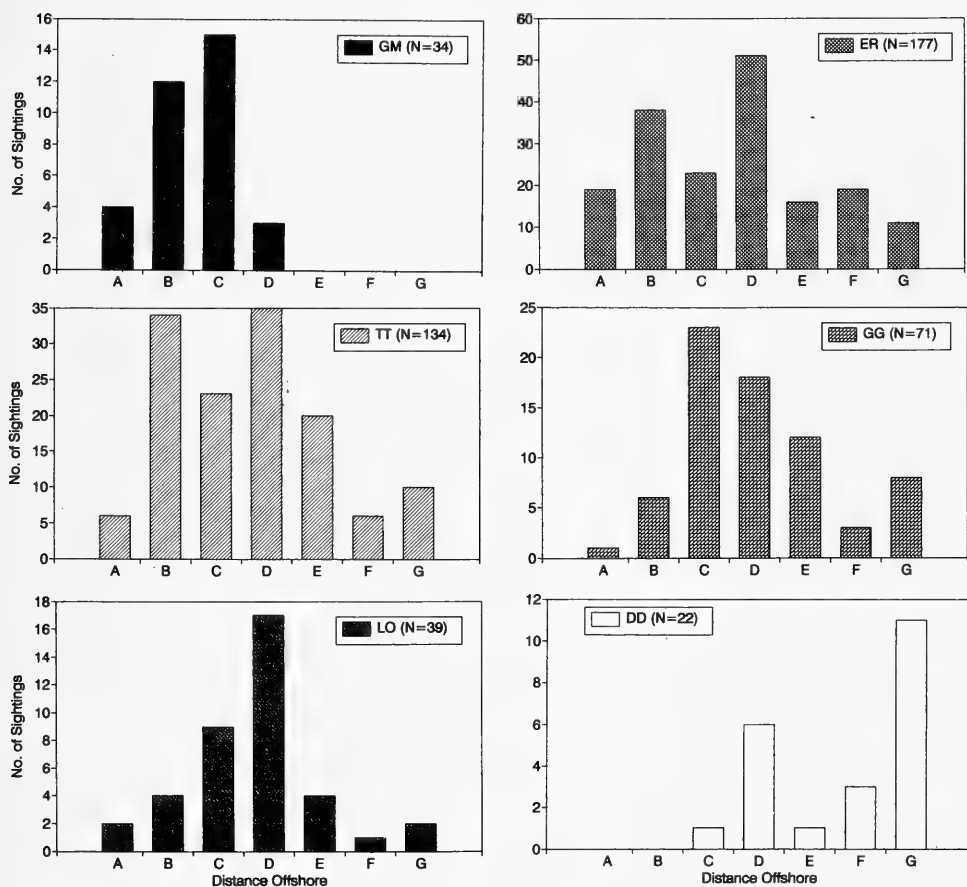 No. of Sightings
16
14
12
10
8
6
4
2
0
GM (N=34)
A B C D E F G
60
50
40
30
20
10
0
ER (N=177)
A B C D E F G
No. of Sightings
35
30
25
20
15
10
5
0
TT (N=134)
A B C D E F G
25
20
15
10
5
0
GG (N=71)
A B C D E F G
No. of Sightings
18
16
14
12
10
8
6
4
2
0
LO (N=39)
A B C D E F G
Distance Offshore
12
10
8
6
4
2
0
DD (N=22)
A B C D E F G
Distance Offshore